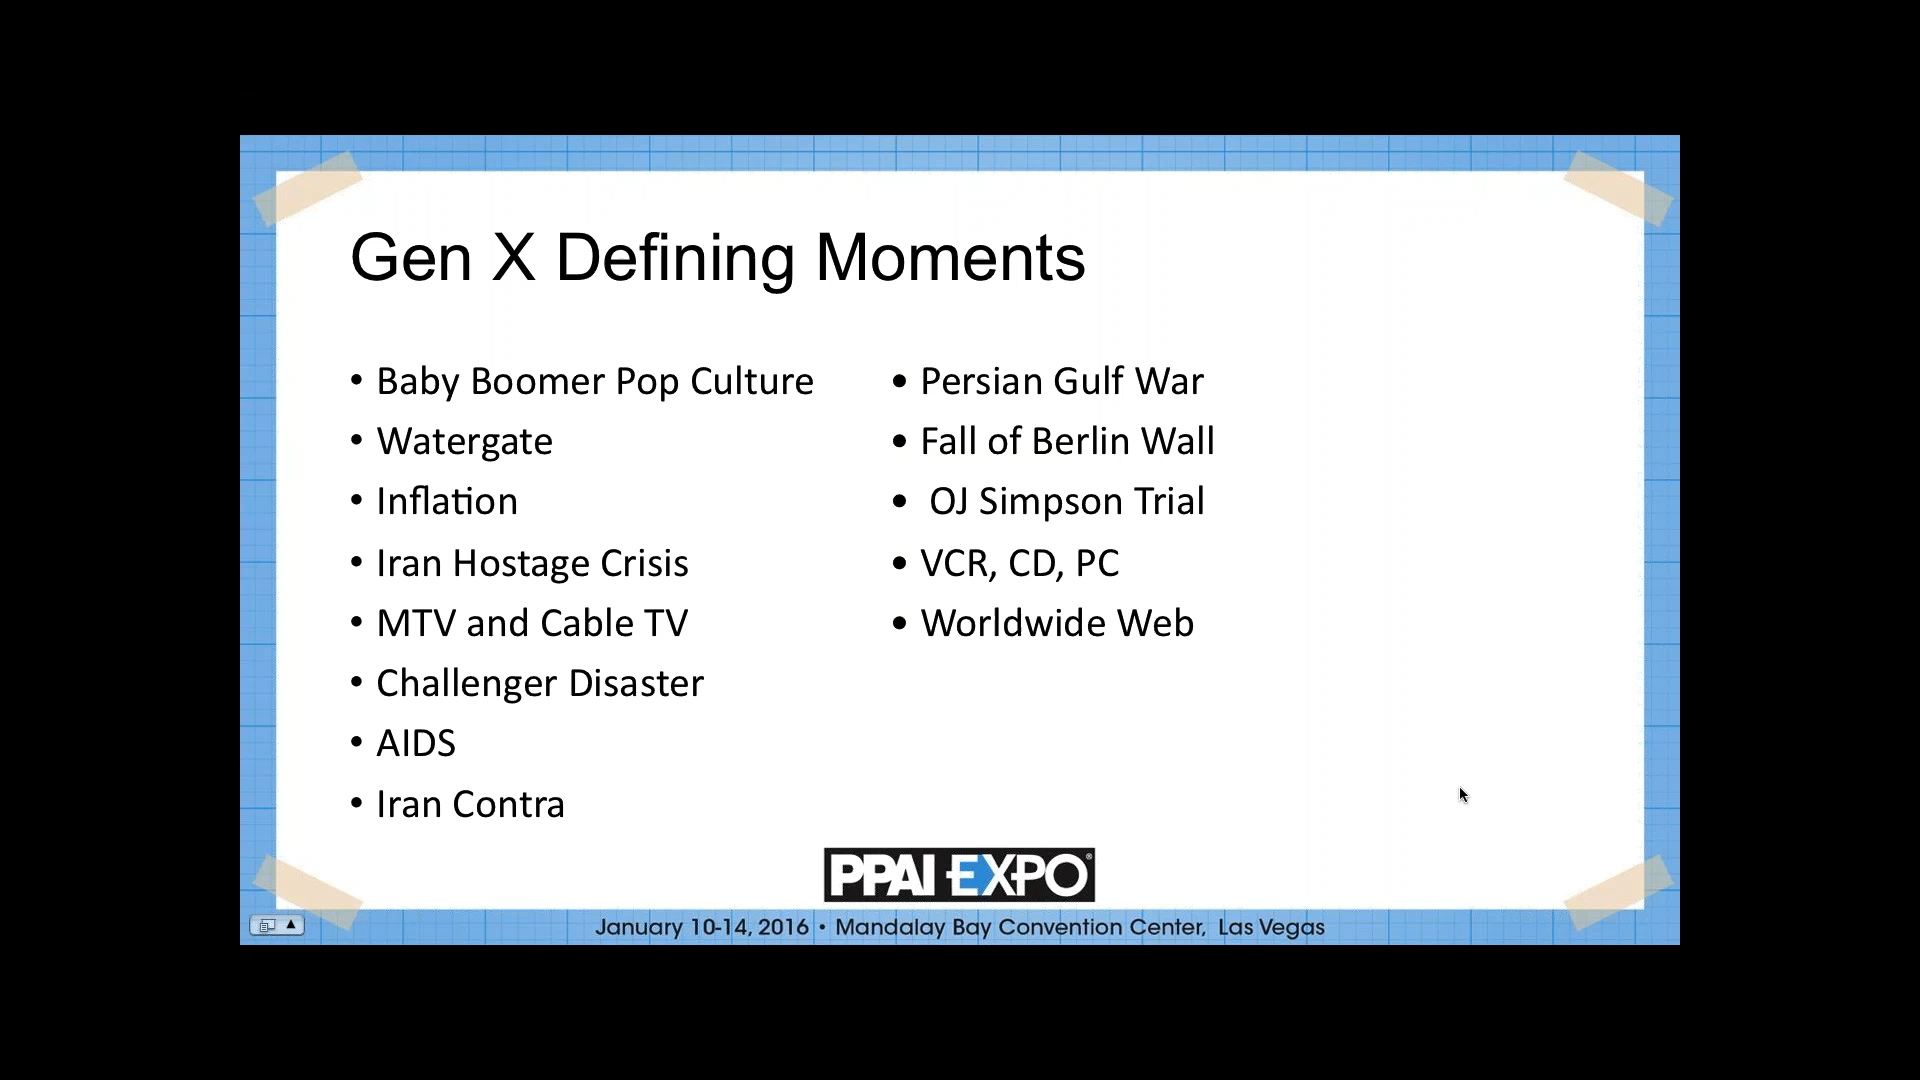 Gen X Defining Moments
• Baby Boomer Pop Culture
• Watergate
• Inflation
• Iran Hostage Crisis
• MTV and Cable TV
• Challenger Disaster
• AIDS
• Iran Contra
• Persian Gulf War
• Fall of Berlin Wall
• OJ Simpson Trial
• VCR, CD, PC
• Worldwide Web
PPAI EXPO®
January 10-14, 2016 • Mandalay Bay Convention Center, Las Vegas